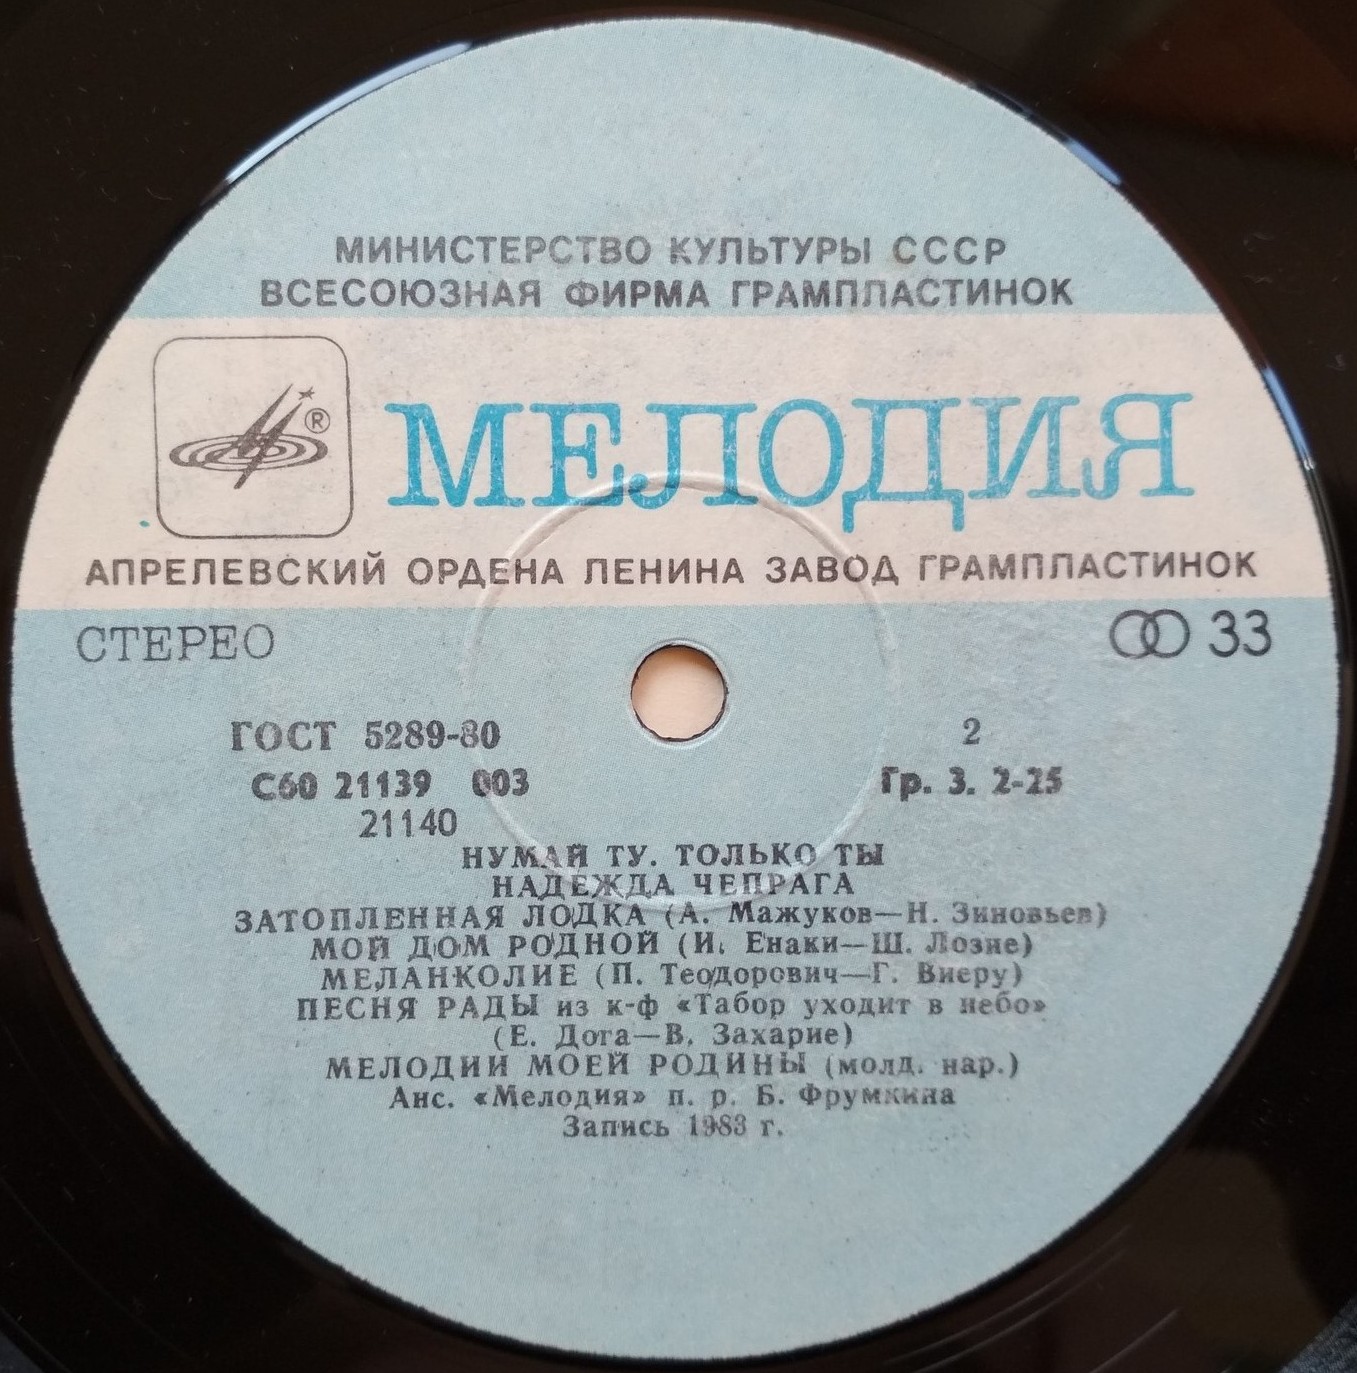 МИНИСТЕРСТВО КУЛЬТУРЫ СССР
ВСЕСОЮЗНАЯ ФИРМА ГРАМПЛАСТИНОК
®
МЕЛОДИЯ
АПРЕЛЕВСКИЙ ОРДЕНА ЛЕНИНА ЗАВОД ГРАМПЛАСТИНОК
СТЕРЕО 33
ГОСТ 5289-80 2
С60 21139 003 Гр. 3. 2-25
21140
НУМАЙ ТУ. ТОЛЬКО ТЫ
НАДЕЖДА ЧЕПРАГА
ЗАТОПЛЕННАЯ ЛОДКА (А. Мажуков—Н. Зиновьев)
МОЙ ДОМ РОДНОЙ (И. Енаки—Ш. Лозие)
МЕЛАНКОЛИЕ (П. Теодорович—Г. Виеру)
ПЕСНЯ РАДЫ из к-ф «Табор уходит в небо»
(Е. Дога—В. Захарие)
МЕЛОДИИ МОЕЙ РОДИНЫ (молд. нар.)
Анс. «Мелодия» п. р. Б. Фрумкина
Запись 1983 г.